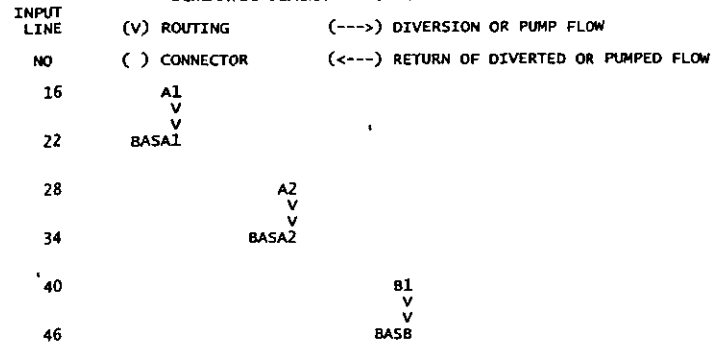 INPUT
LINE (V) ROUTING (--->) DIVERSION OR PUMP FLOW
NO ( ) CONNECTOR (<---) RETURN OF DIVERTED OR PUMPED FLOW
16 A1
V
V
22 BASA1
28 A2
V
V
34 BASA2
40 B1
V
V
46 BASB